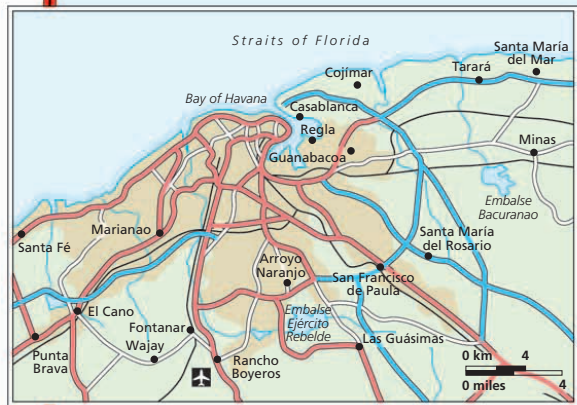 Straits of Florida
Santa María
del Mar
Cojímar
Tarará
Bay of Havana
Casablanca
Regla
Guanabacoa
Minas
Embalse
Bacuranao
Santa Fé
Marianao
Santa María
del Rosario
Arroyo
Naranjo
San Francisco
de Paula
El Cano
Embalse
Ejército
Rebelde
Fontanar
Las Guásimas
Punta
Brava
Wajay
Rancho
Boyeros
0 km 4
0 miles 4